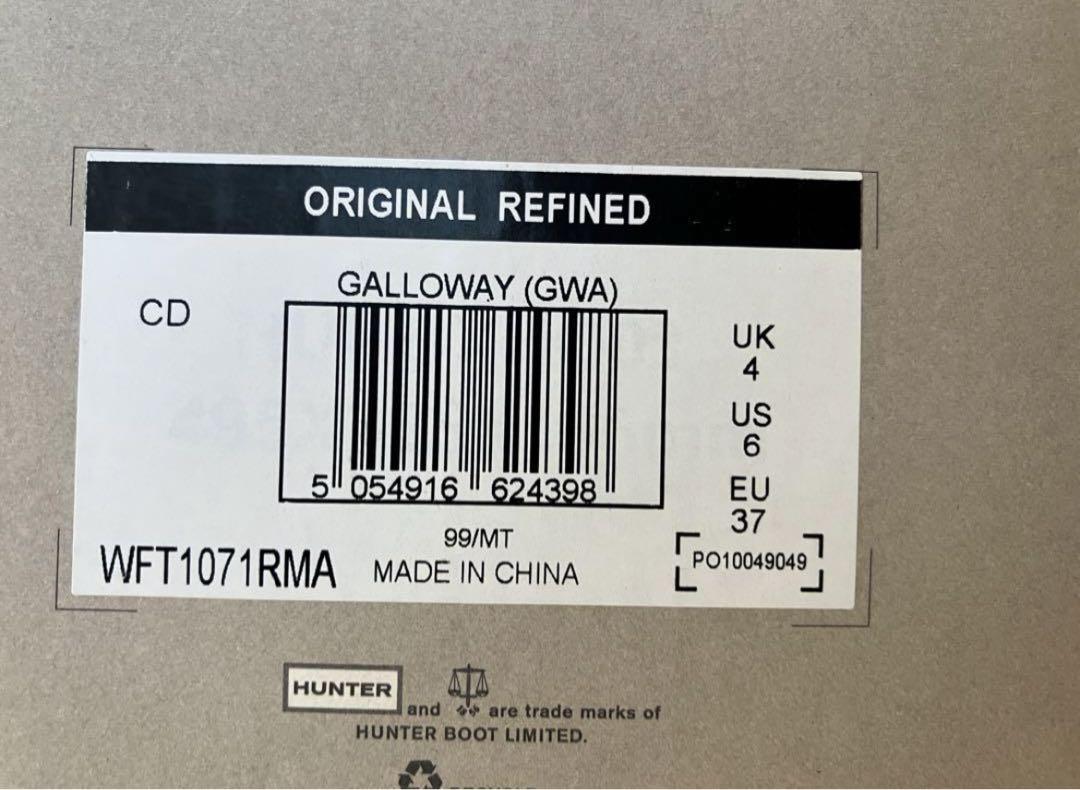 ORIGINAL REFINED
GALLOWAY (GWA)
CD
5 054916 624398
UK
4
US
6
EU
37
99/MT
WFT1071RMA
MADE IN CHINA
PO10049049
HUNTER
and are trade marks of
HUNTER BOOT LIMITED.